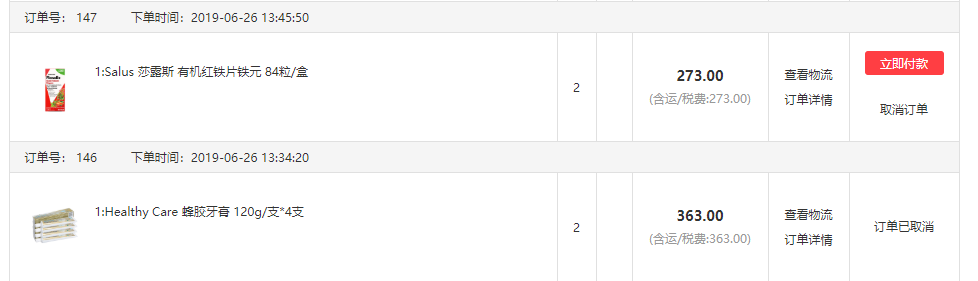 订单号： 147 下单时间：2019-06-26 13:45:50
1:Salus 莎露斯 有机红铁片铁元 84粒/盒
2
273.00
(含运/税费:273.00)
查看物流
订单详情
立即付款
取消订单
订单号： 146 下单时间：2019-06-26 13:34:20
1:Healthy Care 蜂胶牙膏 120g/支*4支
2
363.00
(含运/税费:363.00)
查看物流
订单详情
订单已取消